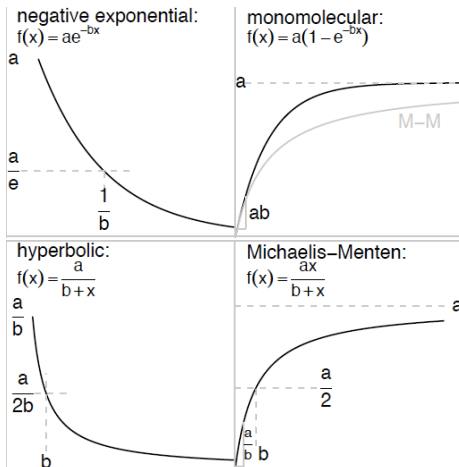 negative exponential:
f(x) = ae^{-bx}
a
a/e
1/b
monomolecular:
f(x) = a(1 − e^{-bx})
a
M−M
ab
hyperbolic:
f(x) = a/(b + x)
a/b
a/2b
b
Michaelis−Menten:
f(x) = ax/(b + x)
a
a/2
a/b
b